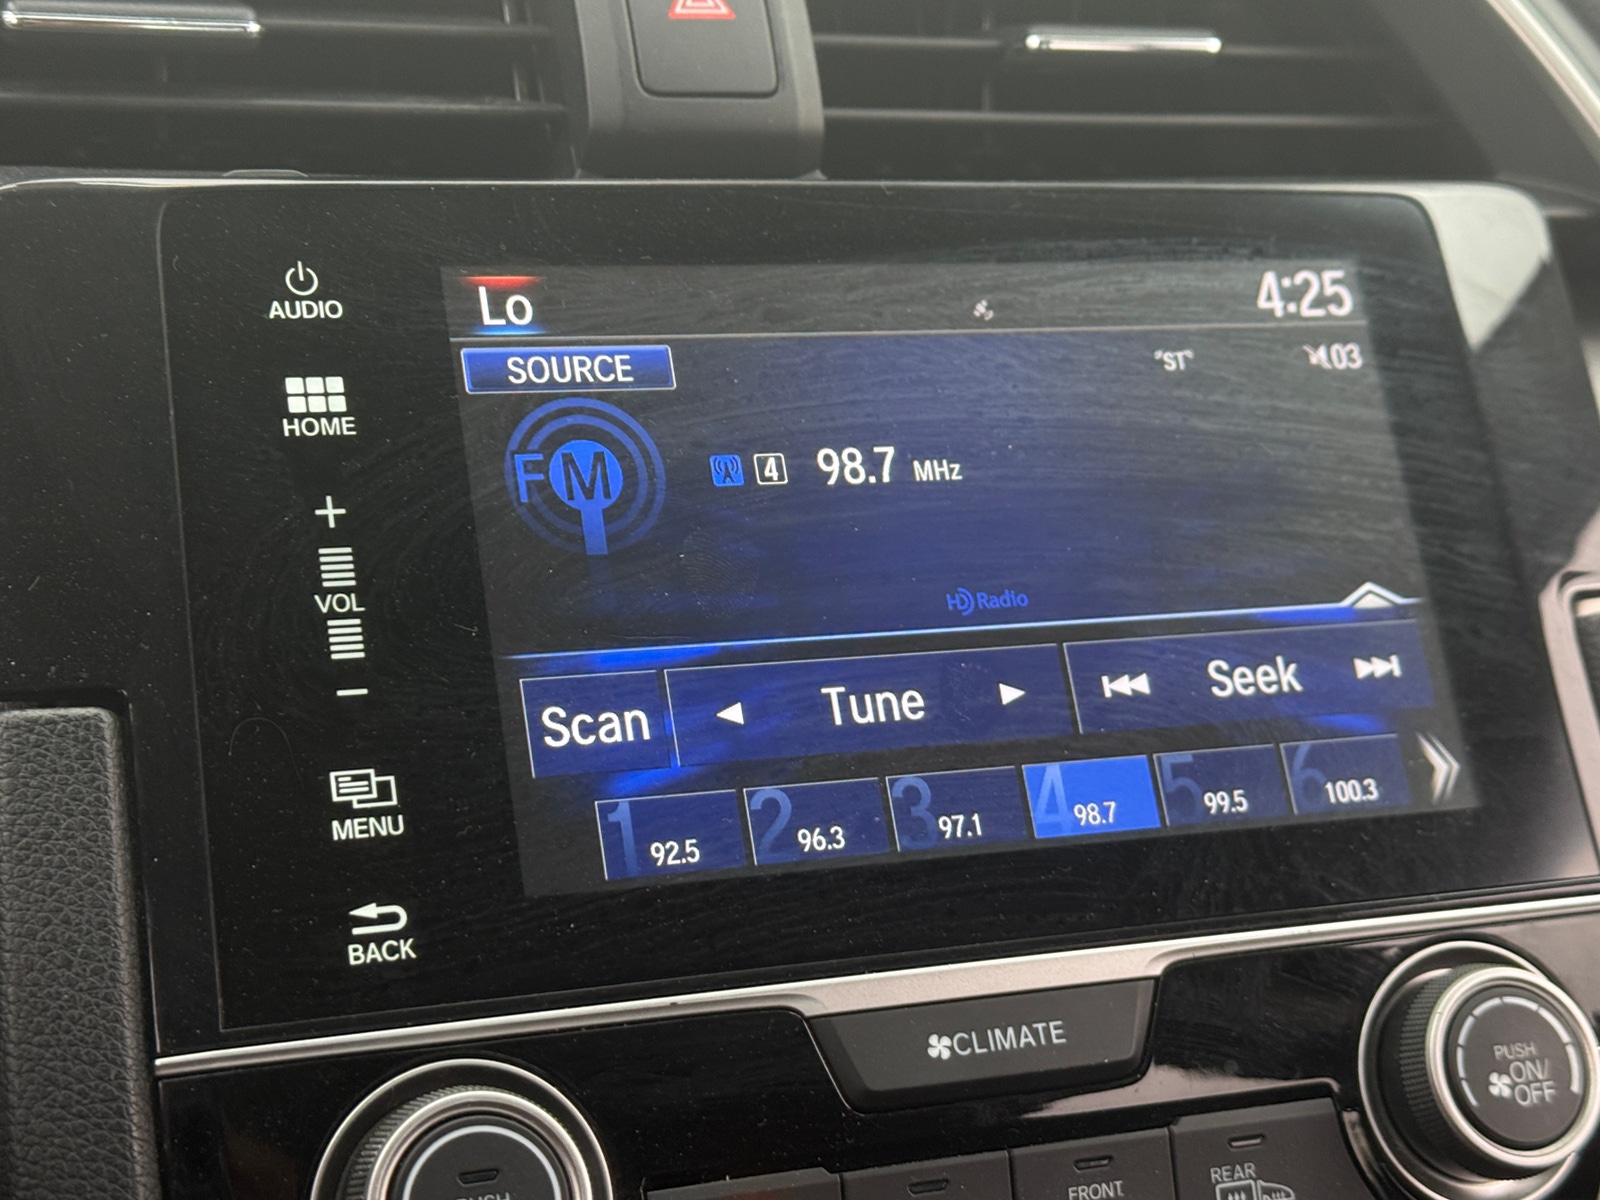 AUDIO
HOME
+
VOL
−
MENU
BACK
Lo
4:25
SOURCE
"ST"
03
FM
4 98.7 MHz
HD Radio
Scan
Tune
Seek
1 92.5
2 96.3
3 97.1
4 98.7
5 99.5
6 100.3
CLIMATE
PUSH
ON/
OFF
PUSH
FRONT
REAR